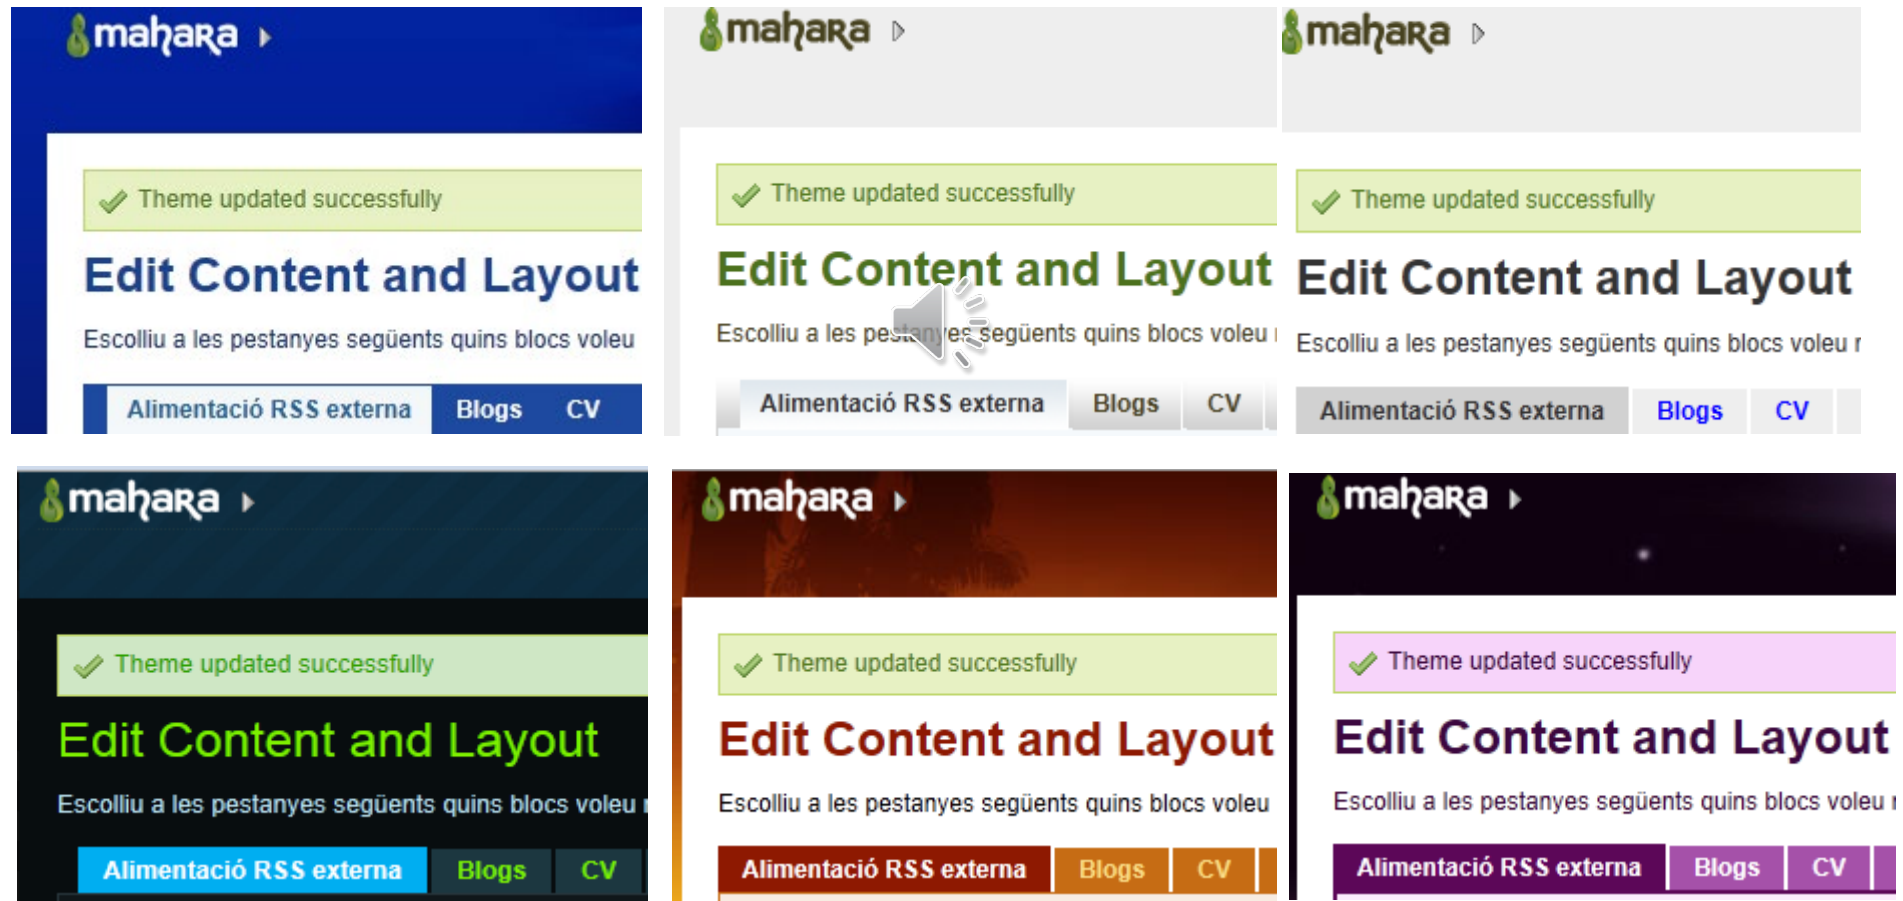 mahara
Theme updated successfully
Edit Content and Layout
Escolliu a les pestanyes següents quins blocs voleu
Alimentació RSS externa Blogs CV
mahara
Theme updated successfully
Edit Content and Layout
Escolliu a les pestanyes següents quins blocs voleu
Alimentació RSS externa Blogs CV
mahara
Theme updated successfully
Edit Content and Layout
Escolliu a les pestanyes següents quins blocs voleu
Alimentació RSS externa Blogs CV
mahara
Theme updated successfully
Edit Content and Layout
Escolliu a les pestanyes següents quins blocs voleu
Alimentació RSS externa Blogs CV
mahara
Theme updated successfully
Edit Content and Layout
Escolliu a les pestanyes següents quins blocs voleu
Alimentació RSS externa Blogs CV
mahara
Theme updated successfully
Edit Content and Layout
Escolliu a les pestanyes següents quins blocs voleu
Alimentació RSS externa Blogs CV